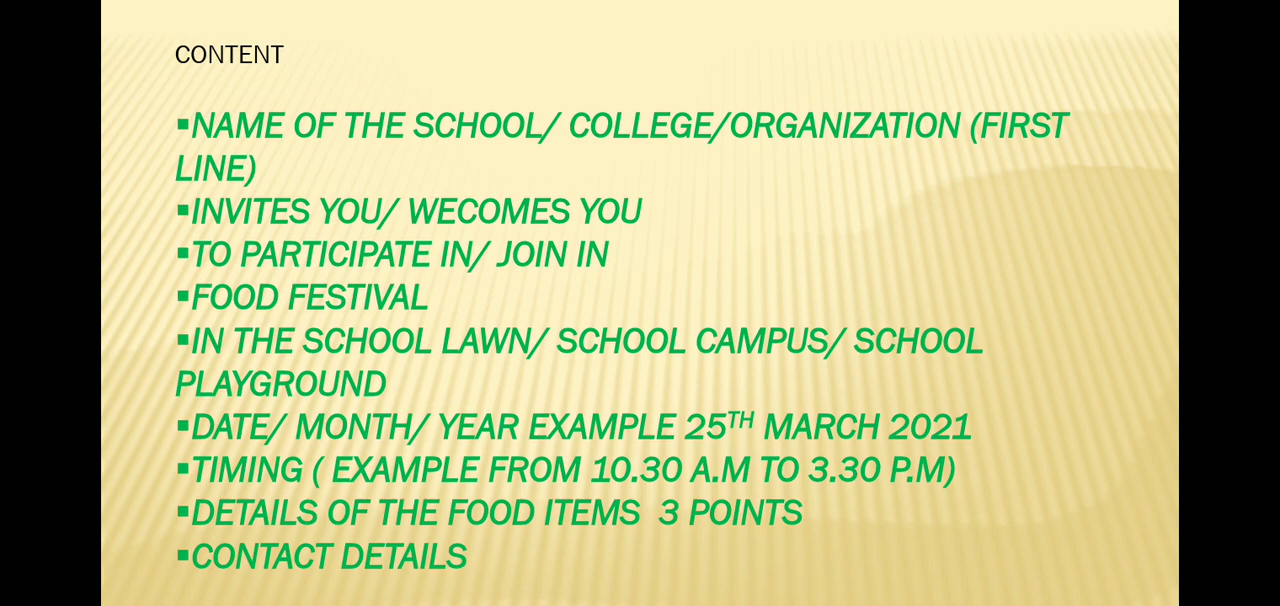 CONTENT
▪NAME OF THE SCHOOL/ COLLEGE/ORGANIZATION (FIRST
LINE)
▪INVITES YOU/ WECOMES YOU
▪TO PARTICIPATE IN/ JOIN IN
▪FOOD FESTIVAL
▪IN THE SCHOOL LAWN/ SCHOOL CAMPUS/ SCHOOL
PLAYGROUND
▪DATE/ MONTH/ YEAR EXAMPLE 25TH MARCH 2021
▪TIMING ( EXAMPLE FROM 10.30 A.M TO 3.30 P.M)
▪DETAILS OF THE FOOD ITEMS  3 POINTS
▪CONTACT DETAILS